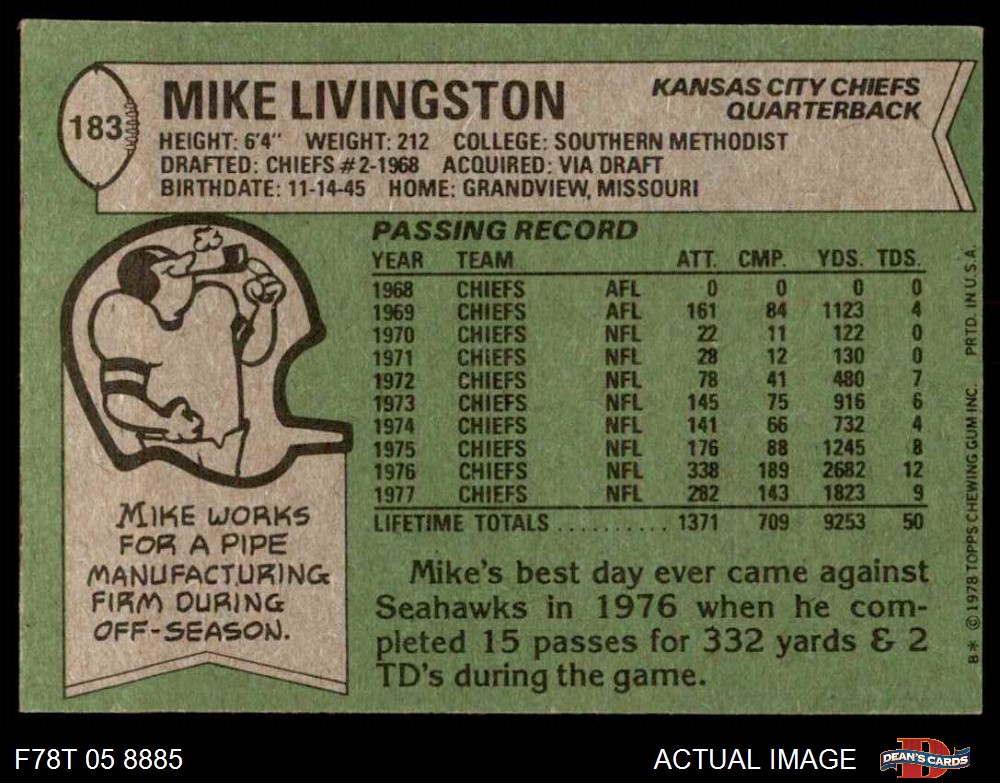 183
MIKE LIVINGSTON
KANSAS CITY CHIEFS
QUARTERBACK
HEIGHT: 6'4" WEIGHT: 212 COLLEGE: SOUTHERN METHODIST
DRAFTED: CHIEFS #2-1968 ACQUIRED: VIA DRAFT
BIRTHDATE: 11-14-45 HOME: GRANDVIEW, MISSOURI
PASSING RECORD
YEAR TEAM ATT. CMP. YDS. TDS.
1968 CHIEFS AFL 0 0 0 0
1969 CHIEFS AFL 161 84 1123 4
1970 CHIEFS NFL 22 11 122 0
1971 CHIEFS NFL 28 12 130 0
1972 CHIEFS NFL 78 41 480 7
1973 CHIEFS NFL 145 75 916 6
1974 CHIEFS NFL 141 66 732 4
1975 CHIEFS NFL 176 88 1245 8
1976 CHIEFS NFL 338 189 2682 12
1977 CHIEFS NFL 282 143 1823 9
LIFETIME TOTALS .......... 1371 709 9253 50
MIKE WORKS
FOR A PIPE
MANUFACTURING
FIRM DURING
OFF-SEASON.
Mike's best day ever came against
Seahawks in 1976 when he com-
pleted 15 passes for 332 yards & 2
TD's during the game.
B* © 1978 TOPPS CHEWING GUM INC. PRTD. IN U.S.A.
F78T 05 8885
ACTUAL IMAGE
D
DEAN'S CARDS